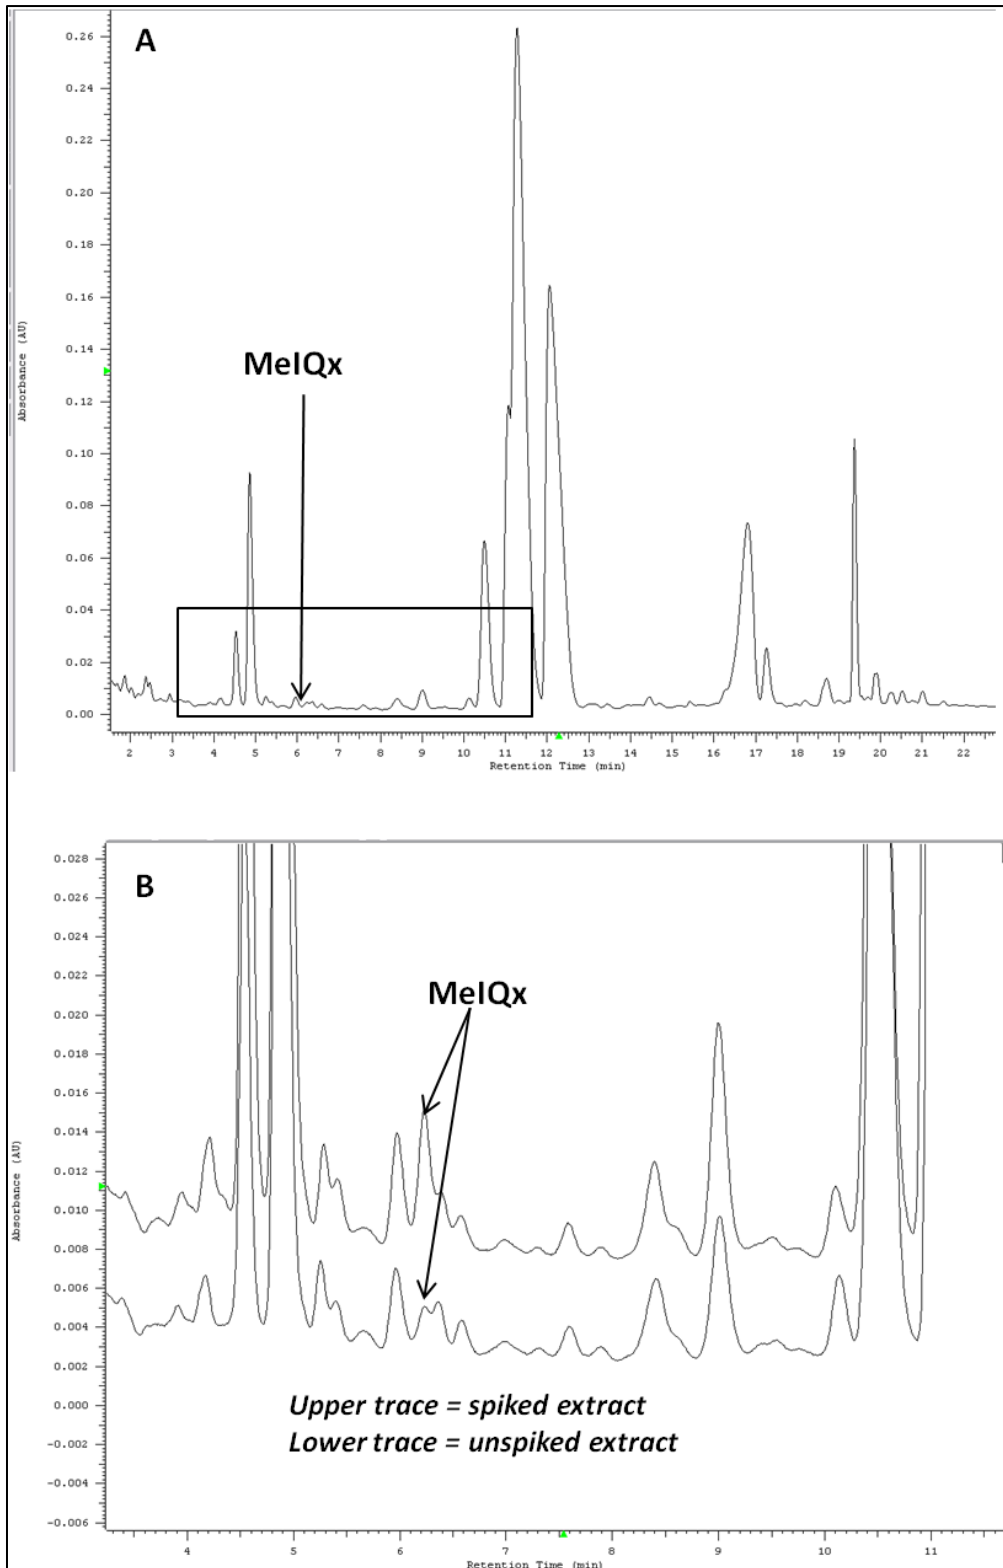 A
0.26
0.24
0.22
0.20
0.18
0.16
0.14
0.12
0.10
0.08
0.06
0.04
0.02
0.00
Absorbance (AU)
MeIQx
2 3 4 5 6 7 8 9 10 11 12 13 14 15 16 17 18 19 20 21 22
Retention Time (min)
B
0.028
0.026
0.024
0.022
0.020
0.018
0.016
0.014
0.012
0.010
0.008
0.006
0.004
0.002
0.000
-0.002
-0.004
-0.006
Absorbance (AU)
MeIQx
Upper trace = spiked extract
Lower trace = unspiked extract
4 5 6 7 8 9 10 11
Retention Time (min)